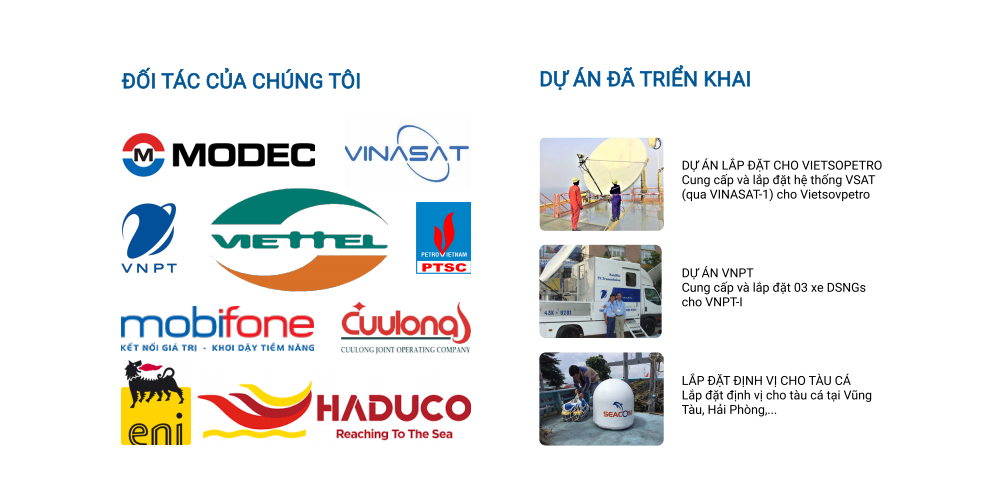 ĐỐI TÁC CỦA CHÚNG TÔI
MODEC
VINASAT
VNPT
VIETTEL
PETROVIETNAM
PTSC
mobifone
KẾT NỐI GIÁ TRỊ - KHƠI DẬY TIỀM NĂNG
Cuulong
CUULONG JOINT OPERATING COMPANY
eni
HADUCO
Reaching To The Sea
DỰ ÁN ĐÃ TRIỂN KHAI
DỰ ÁN LẮP ĐẶT CHO VIETSOPETRO
Cung cấp và lắp đặt hệ thống VSAT
(qua VINASAT-1) cho Vietsovpetro
DỰ ÁN VNPT
Cung cấp và lắp đặt 03 xe DSNGs
cho VNPT-I
LẮP ĐẶT ĐỊNH VỊ CHO TÀU CÁ
Lắp đặt định vị cho tàu cá tại Vũng
Tàu, Hải Phòng,...
SEACOM